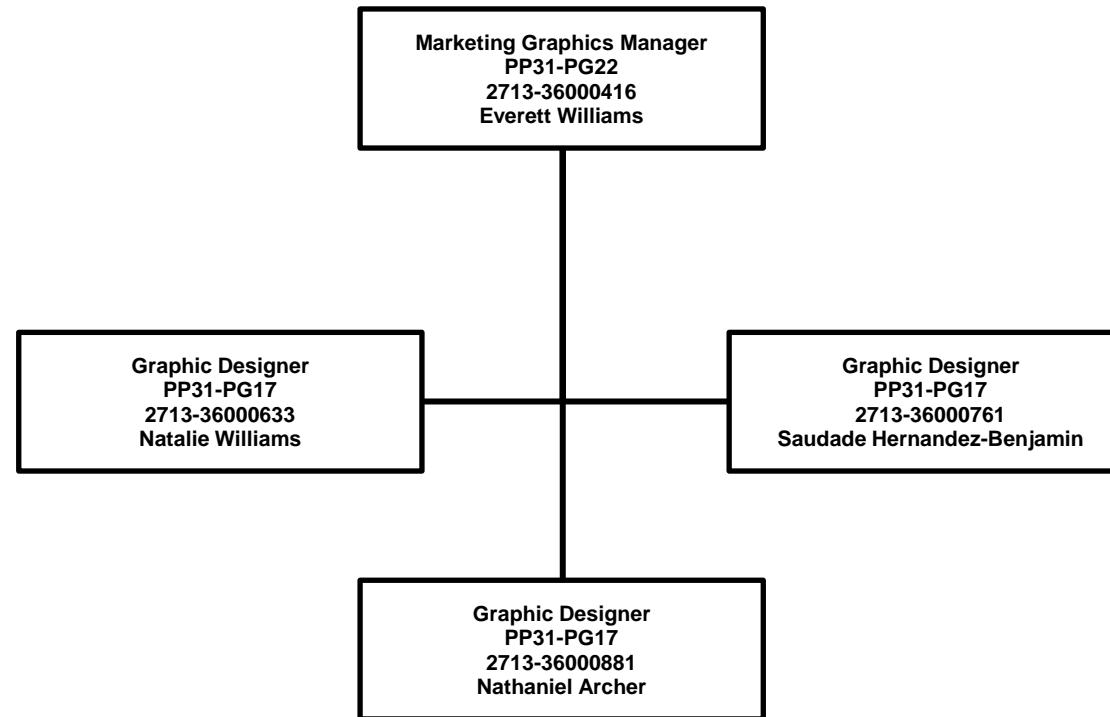 Marketing Graphics Manager
PP31-PG22
2713-36000416
Everett Williams
Graphic Designer
PP31-PG17
2713-36000633
Natalie Williams
Graphic Designer
PP31-PG17
2713-36000761
Saudade Hernandez-Benjamin
Graphic Designer
PP31-PG17
2713-36000881
Nathaniel Archer